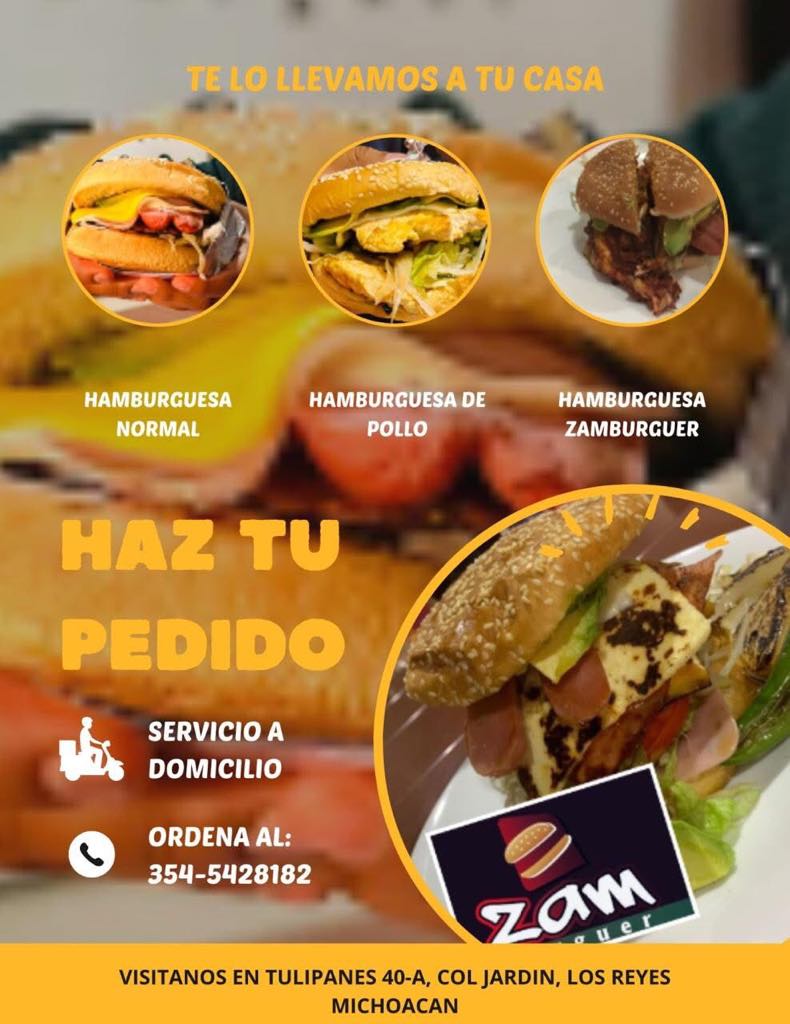 TE LO LLEVAMOS A TU CASA
HAMBURGUESA
NORMAL
HAMBURGUESA DE
POLLO
HAMBURGUESA
ZAMBURGUER
HAZ TU
PEDIDO
SERVICIO A
DOMICILIO
ORDENA AL:
354-5428182
zam
guer
VISITANOS EN TULIPANES 40-A, COL JARDIN, LOS REYES
MICHOACAN